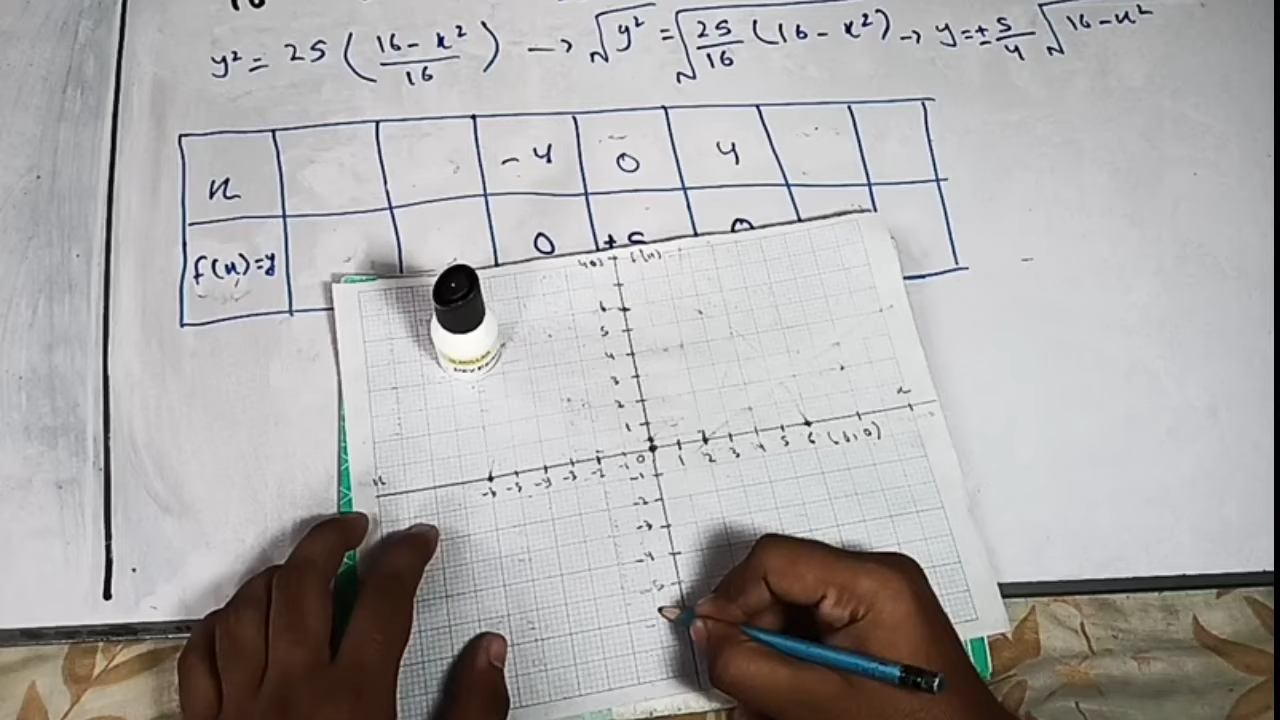 y² = 25 ( 16 - x² / 16 ) → √y² = √25/16 (16 - x²) → y = ± 5/4 √16 - x²
x -4 0 4
f(x)=y 0 ±5 0
f(x)
6
5
4
3
2
1
x
-6 -5 -4 -3 -2 -1 0 1 2 3 4 5 6 (6,0)
x
-1
-2
-3
-4
-5